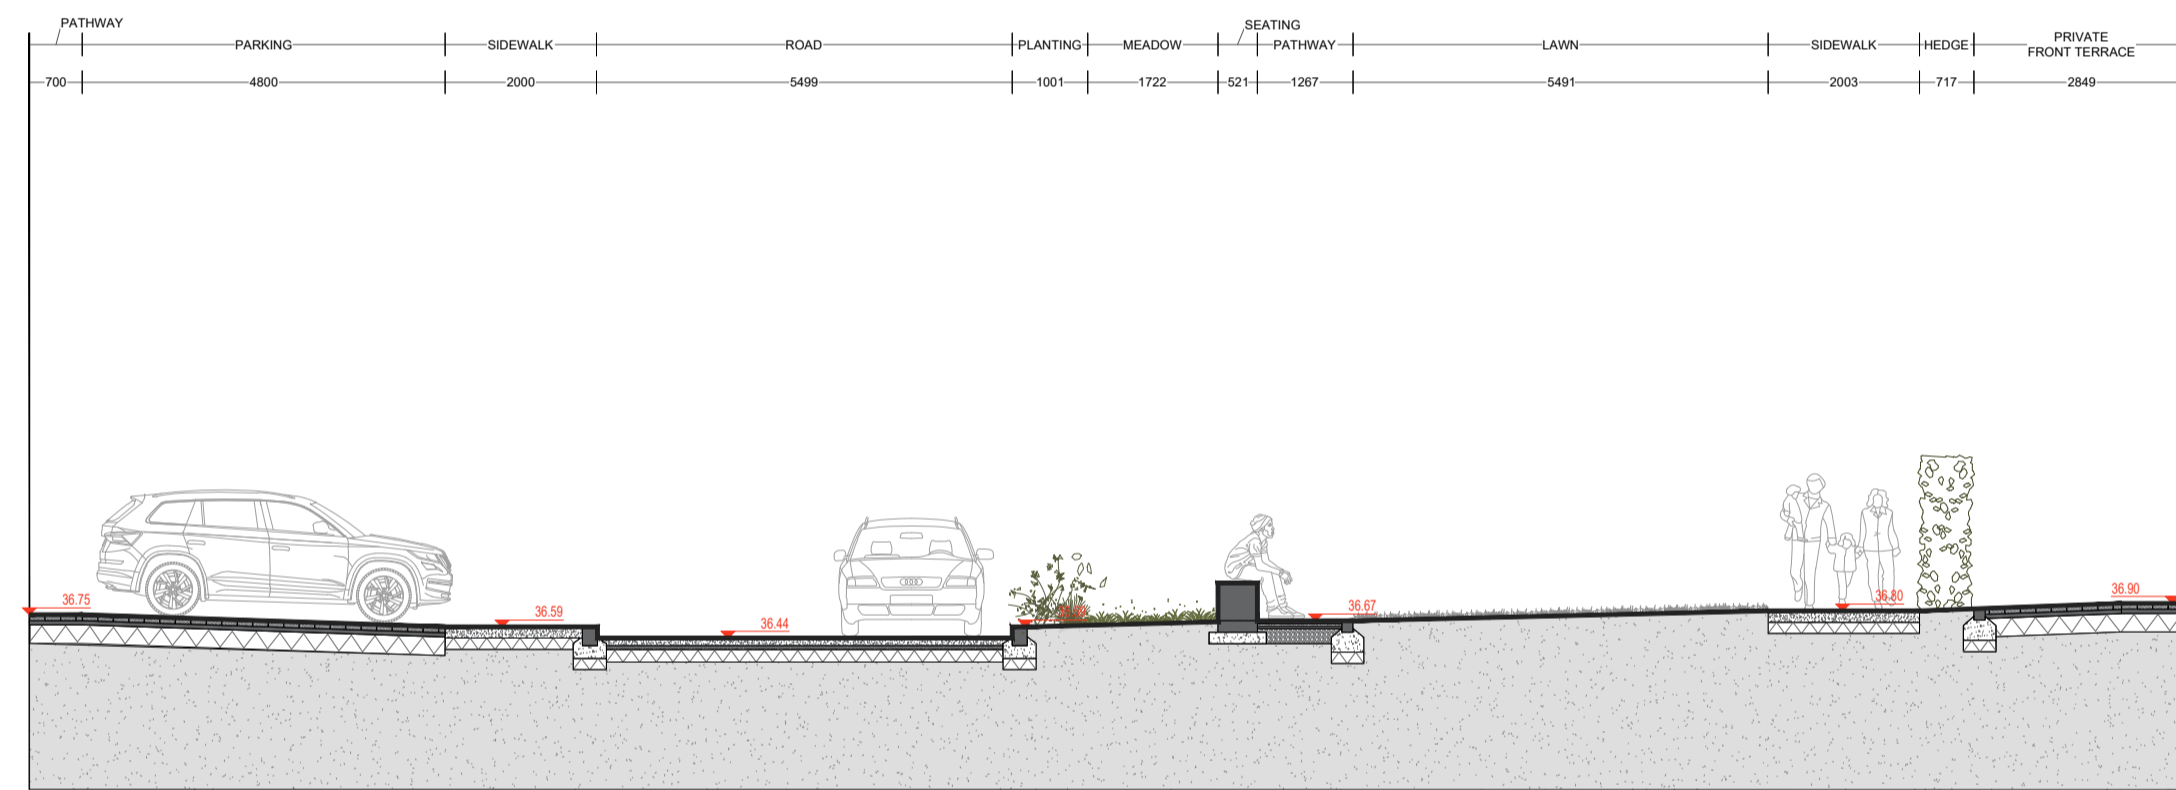 PATHWAY
PARKING
SIDEWALK
ROAD
PLANTING
MEADOW
SEATING
PATHWAY
LAWN
SIDEWALK
HEDGE
PRIVATE
FRONT TERRACE
700
4800
2000
5499
1001
1722
521
1267
5491
2003
717
2849
36.75
36.59
36.44
36.67
36.80
36.90